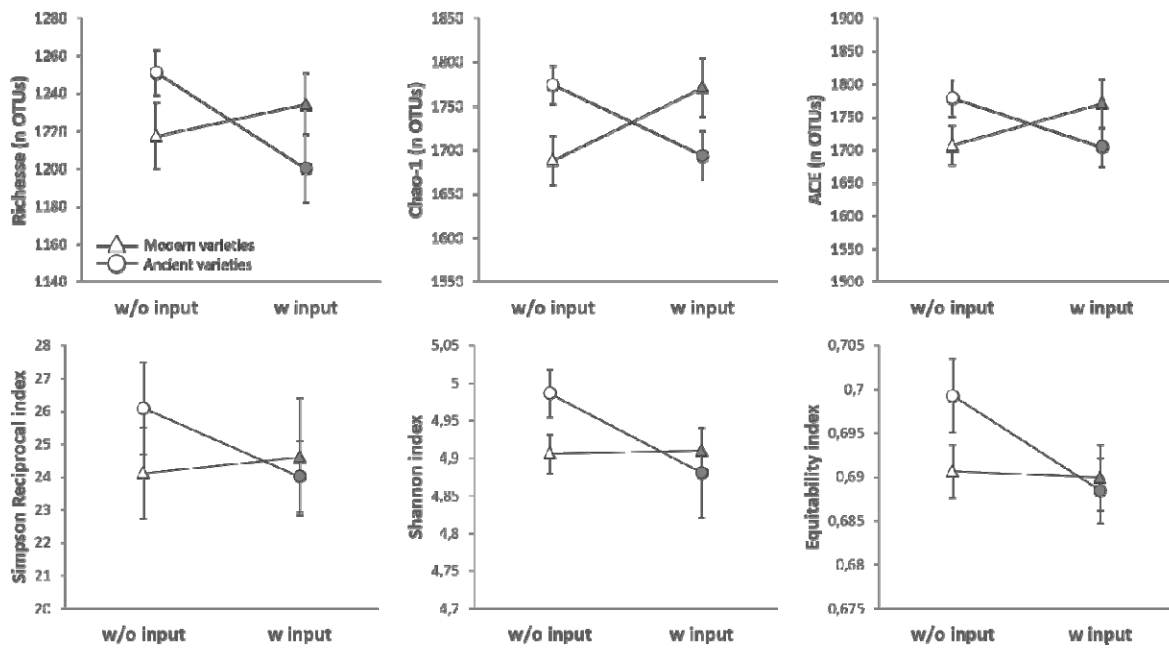 Richesse (n OTUs)
1280
1260
1240
1220
1200
1180
1160
1140
Modern varieties
Ancient varieties
w/o input
w input
Chao-1 (n OTUs)
1850
1800
1750
1700
1650
1600
1550
w/o input
w input
ACE (n OTUs)
1900
1850
1800
1750
1700
1650
1600
1550
1500
w/o input
w input
Simpson Reciprocal index
28
27
26
25
24
23
22
21
20
w/o input
w input
Shannon index
5,05
5
4,95
4,9
4,85
4,8
4,75
4,7
w/o input
w input
Equitability index
0,705
0,7
0,695
0,69
0,685
0,68
0,675
w/o input
w input